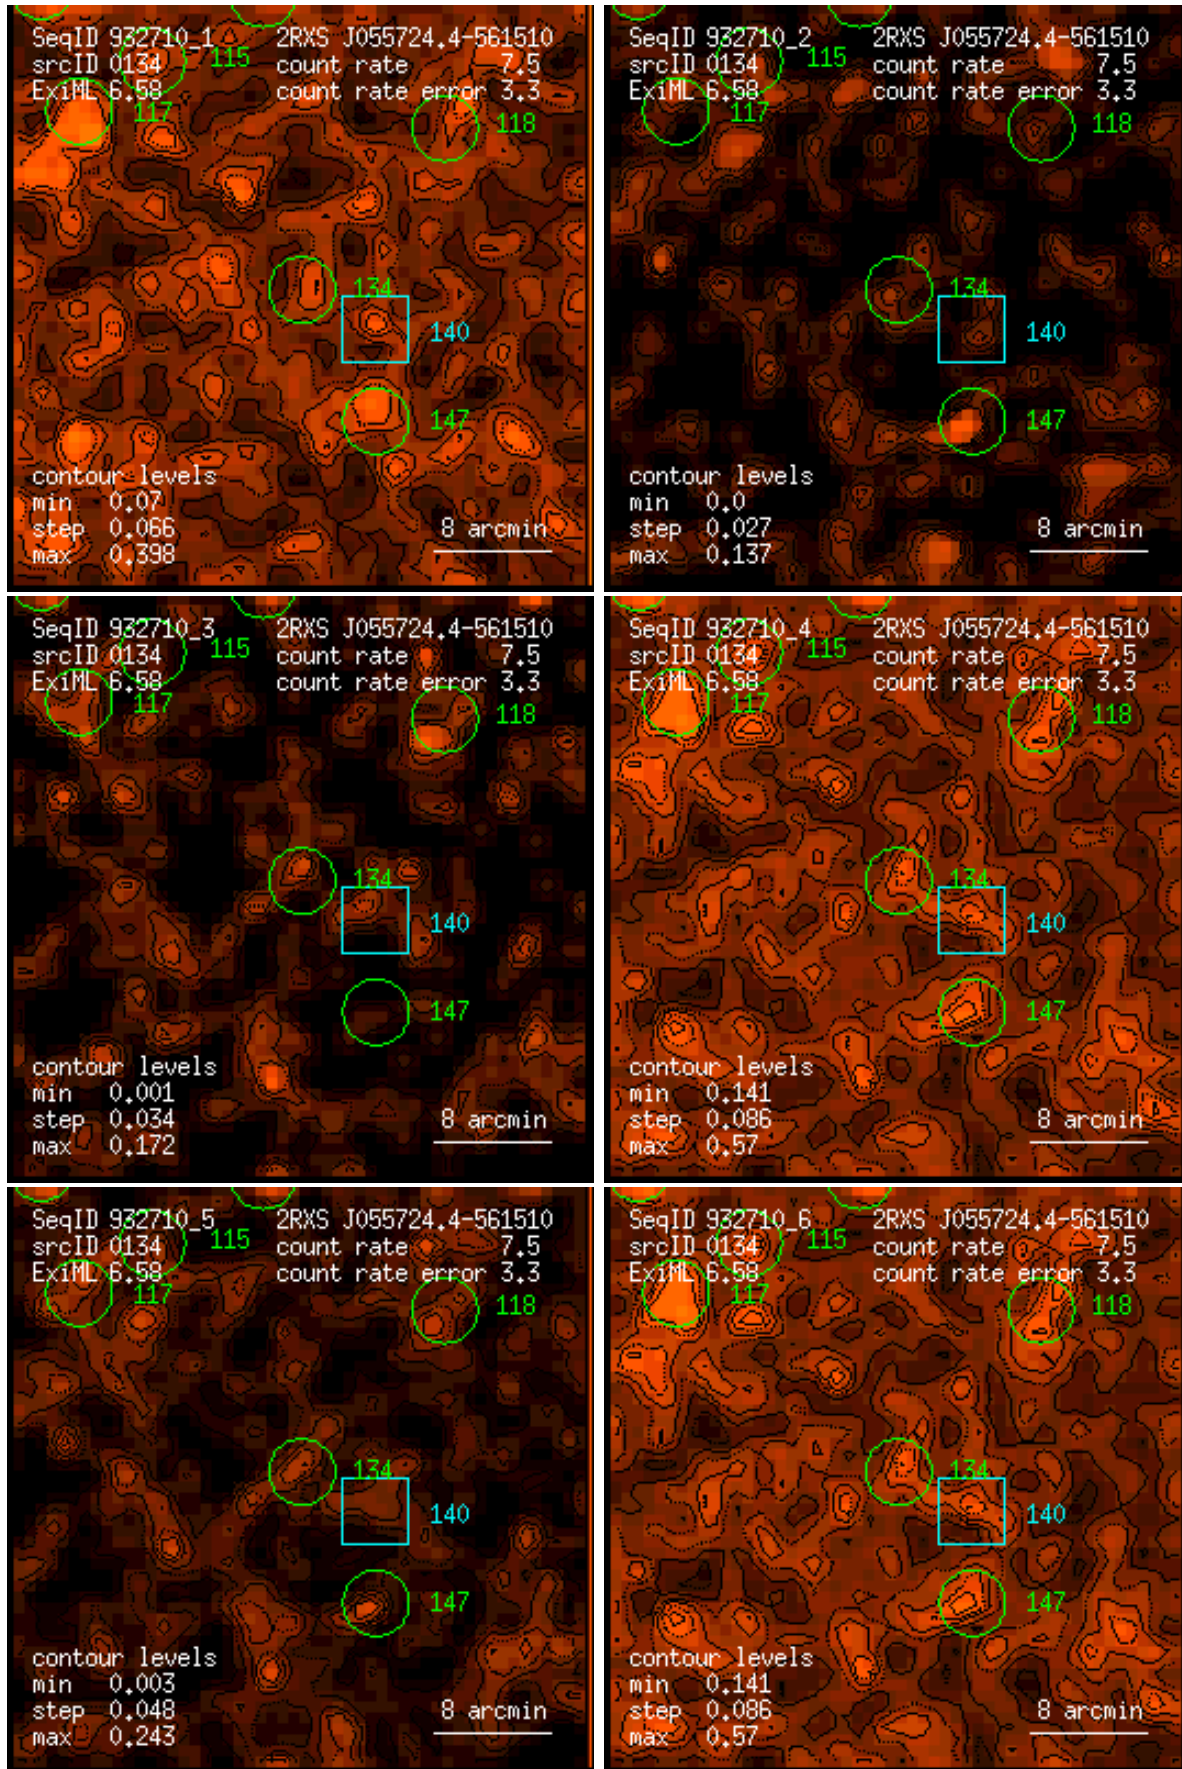 SeqID 932710_1 2RXS J055724.4-561510
srcID 0134 115 count rate 7.5
ExiML 6.58 count rate error 3.3
117
118
134
140
147
contour levels
min 0.07
step 0.066 8 arcmin
max 0.398
SeqID 932710_2 2RXS J055724.4-561510
srcID 0134 115 count rate 7.5
ExiML 6.58 count rate error 3.3
117
118
134
140
147
contour levels
min 0.0
step 0.027 8 arcmin
max 0.137
SeqID 932710_3 2RXS J055724.4-561510
srcID 0134 115 count rate 7.5
ExiML 6.58 count rate error 3.3
117
118
134
140
147
contour levels
min 0.001
step 0.034 8 arcmin
max 0.172
SeqID 932710_4 2RXS J055724.4-561510
srcID 0134 115 count rate 7.5
ExiML 6.58 count rate error 3.3
117
118
134
140
147
contour levels
min 0.141
step 0.086 8 arcmin
max 0.57
SeqID 932710_5 2RXS J055724.4-561510
srcID 0134 115 count rate 7.5
ExiML 6.58 count rate error 3.3
117
118
134
140
147
contour levels
min 0.003
step 0.048 8 arcmin
max 0.243
SeqID 932710_6 2RXS J055724.4-561510
srcID 0134 115 count rate 7.5
ExiML 6.58 count rate error 3.3
117
118
134
140
147
contour levels
min 0.141
step 0.086 8 arcmin
max 0.57